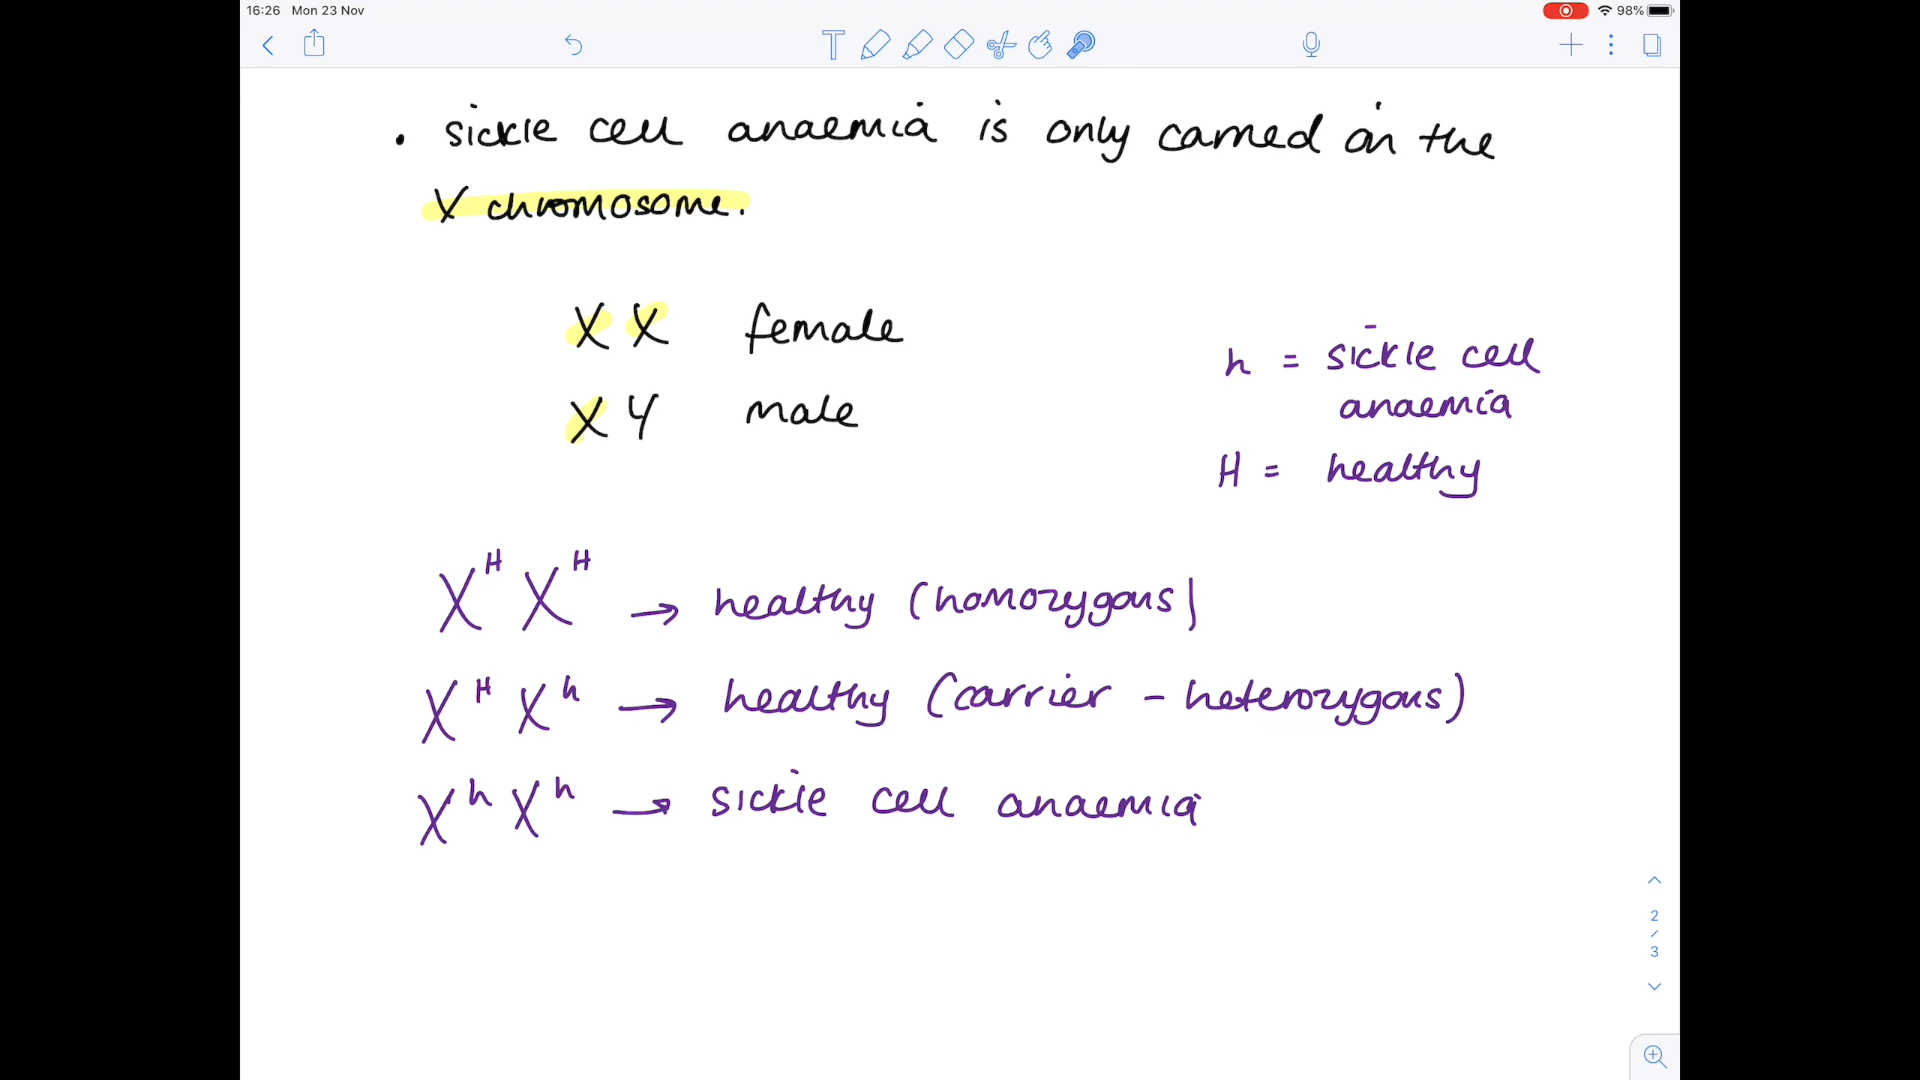 16:26 Mon 23 Nov 98%
• sickle cell anaemia is only carried on the
X chromosome.
X X female
X Y male
h = sickle cell
anaemia
H = healthy
X^H X^H → healthy (homozygous)
X^H X^h → healthy (carrier - heterozygous)
X^h X^h → sickle cell anaemia
2
/
3